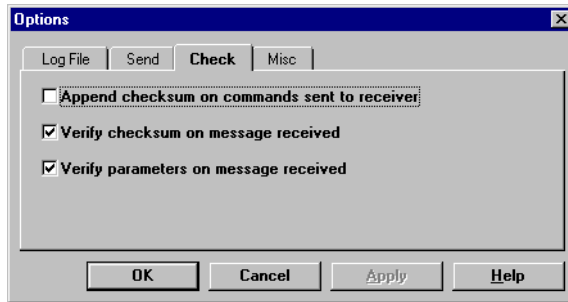 Options
Log File Send Check Misc
Append checksum on commands sent to receiver
Verify checksum on message received
Verify parameters on message received
OK Cancel Apply Help